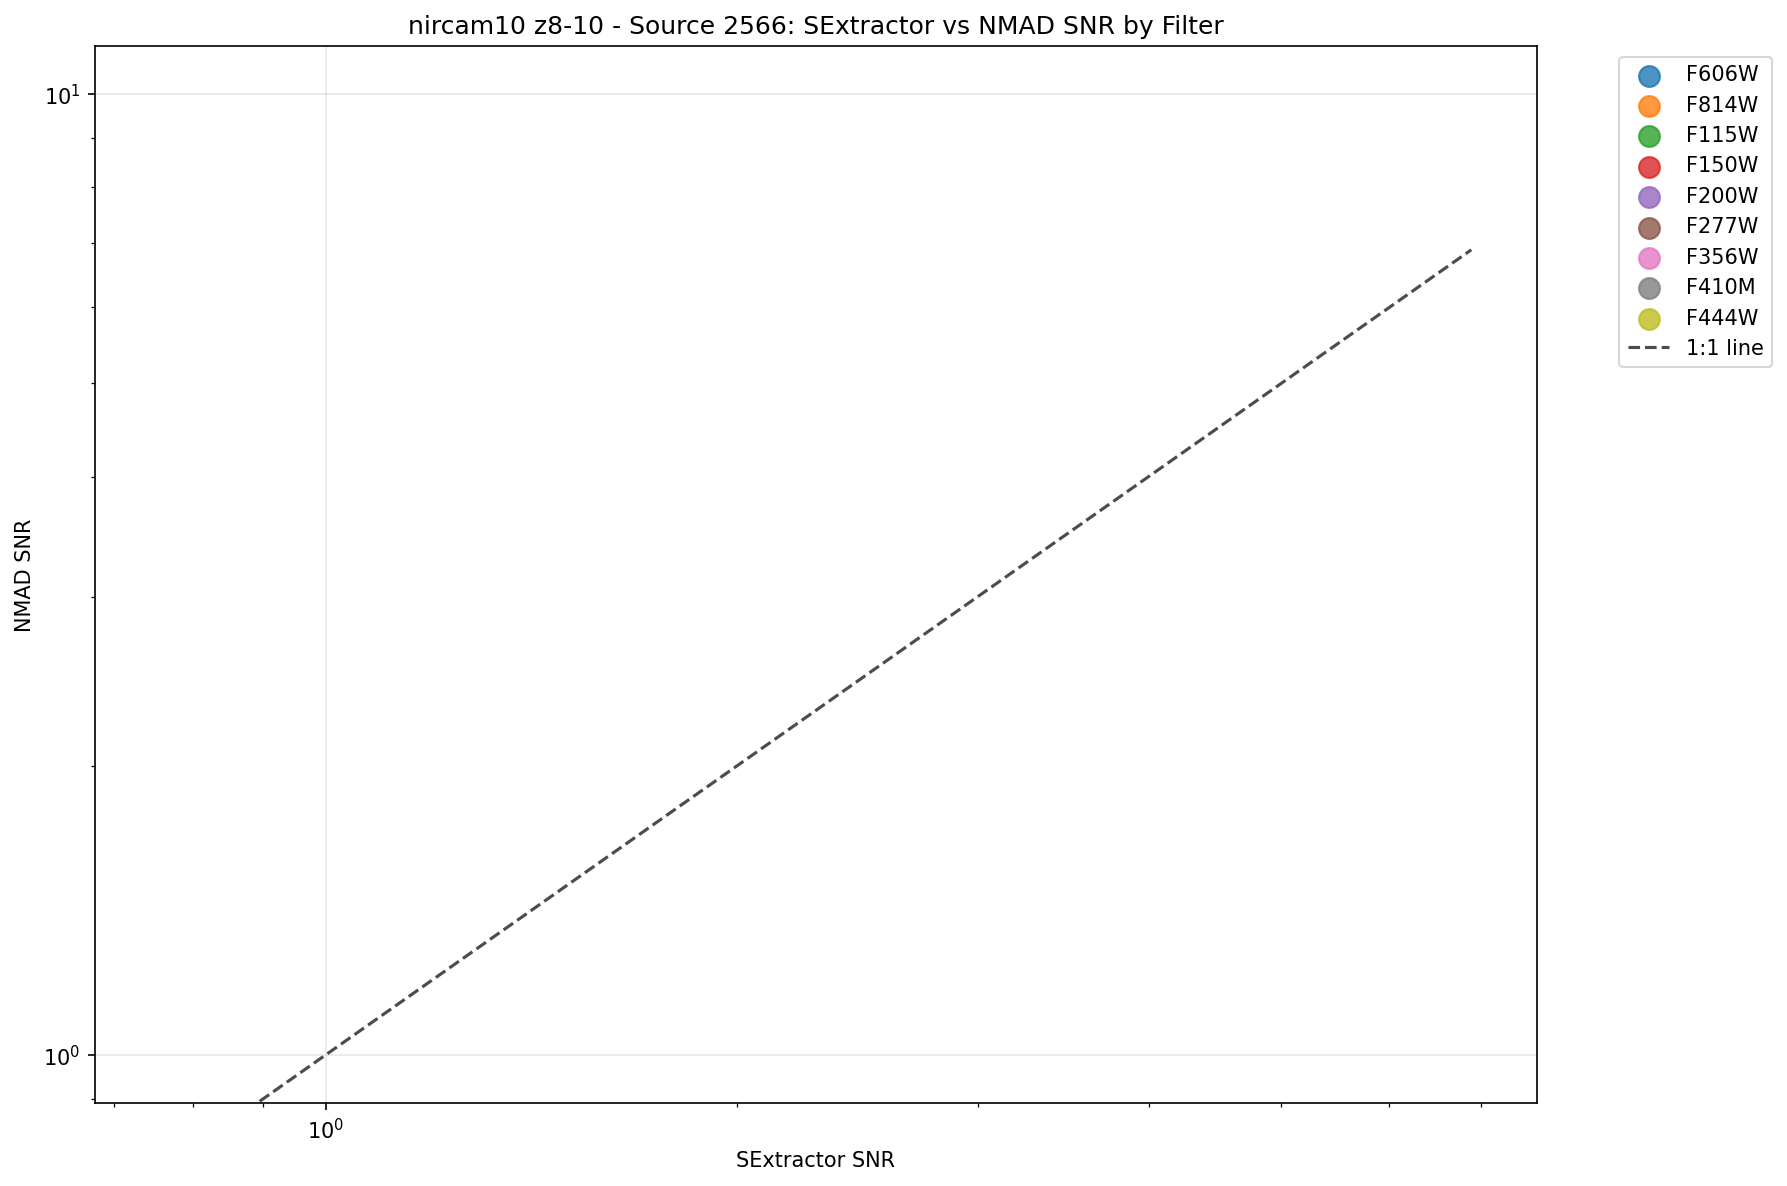 nircam10 z8-10 - Source 2566: SExtractor vs NMAD SNR by Filter
10¹
10⁰
NMAD SNR
10⁰
SExtractor SNR
F606W
F814W
F115W
F150W
F200W
F277W
F356W
F410M
F444W
1:1 line